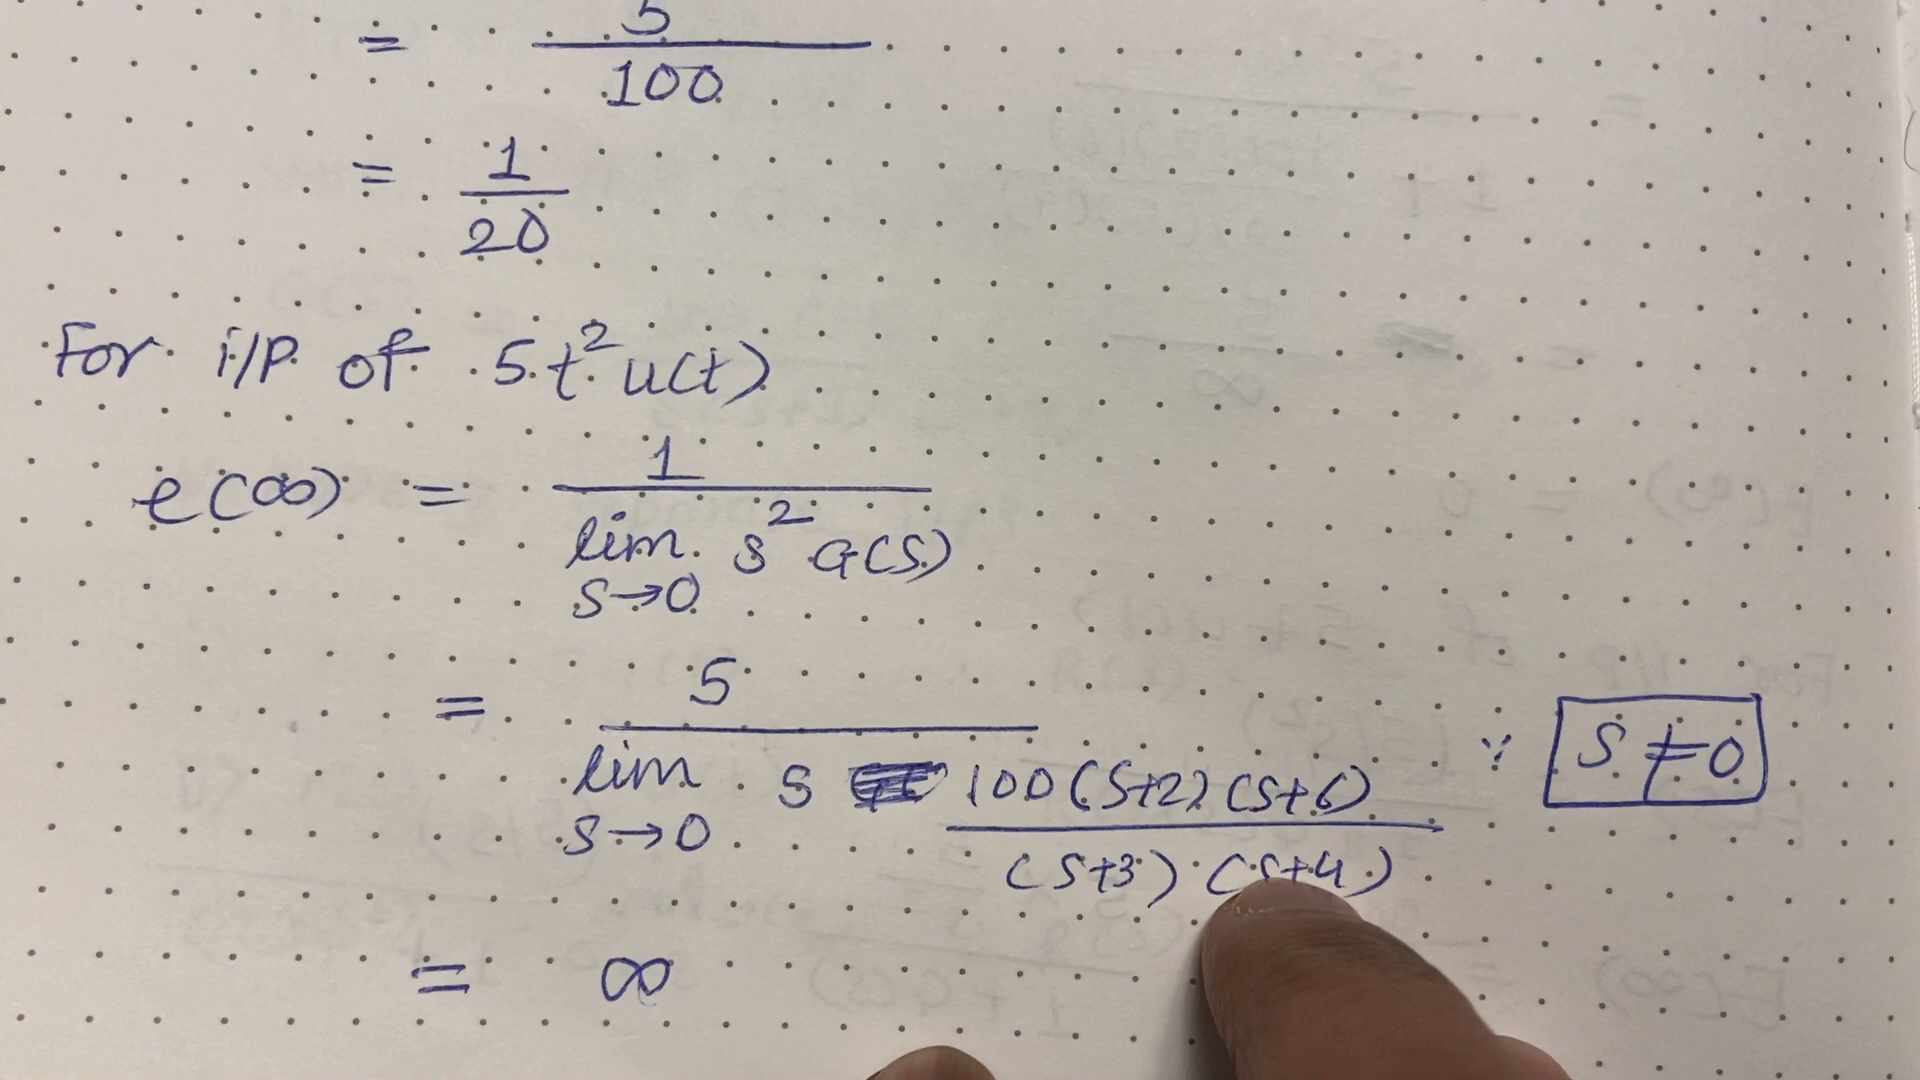 = 5/100
= 1/20
For i/p of 5t² u(t)
e(∞) = 1 / lim s→0 s² G(s)
= 5 / lim s→0 s 100(s+2)(s+6) / (s+3)(s+4) ∵ s≠0
= ∞